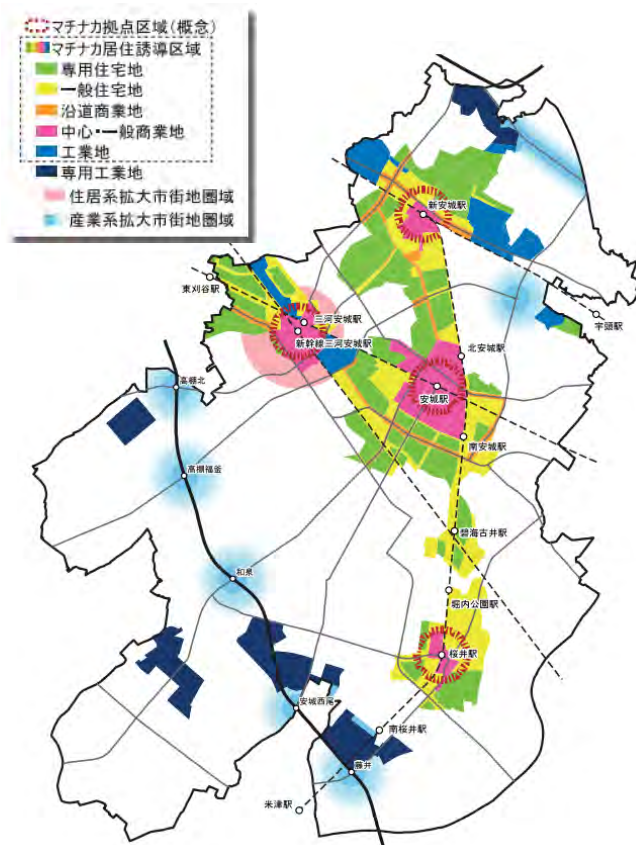 マチナカ拠点区域(概念)
マチナカ居住誘導区域
専用住宅地
一般住宅地
沿道商業地
中心・一般商業地
工業地
専用工業地
住居系拡大市街地圏域
産業系拡大市街地圏域
新安城駅
東刈谷駅
宇頭駅
三河安城駅
新幹線三河安城駅
北安城駅
高棚北
安城駅
南安城駅
高棚福釜
碧海古井駅
和泉
堀内公園駅
桜井駅
安城西尾
南桜井駅
藤井
米津駅